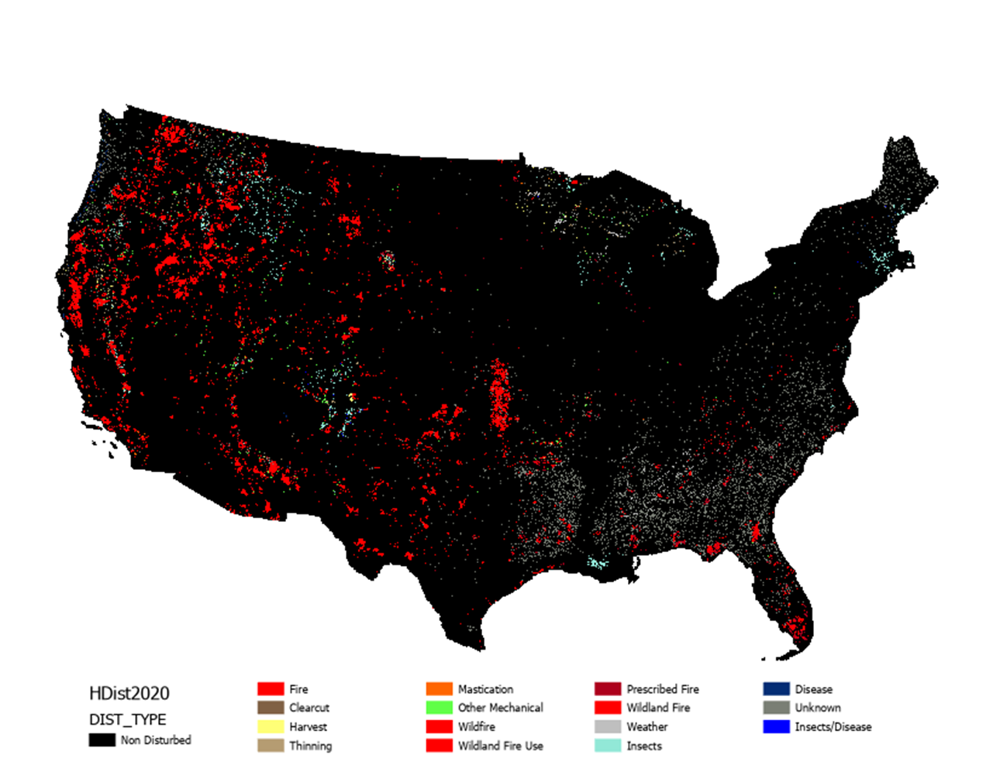 HDist2020
DIST_TYPE
Non Disturbed
Fire
Clearcut
Harvest
Thinning
Mastication
Other Mechanical
Wildfire
Wildland Fire Use
Prescribed Fire
Wildland Fire
Weather
Insects
Disease
Unknown
Insects/Disease